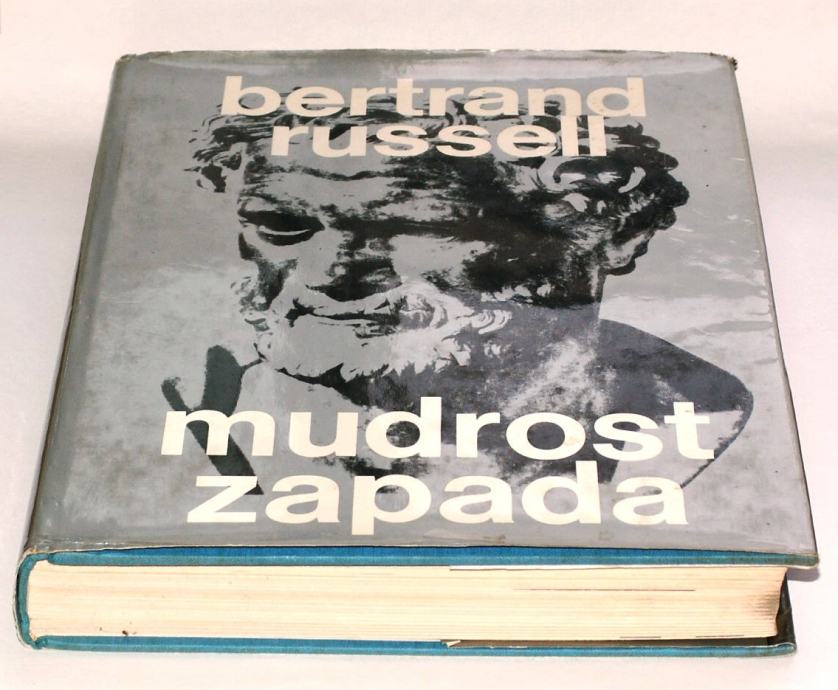 bertrand
russell
mudrost
zapada